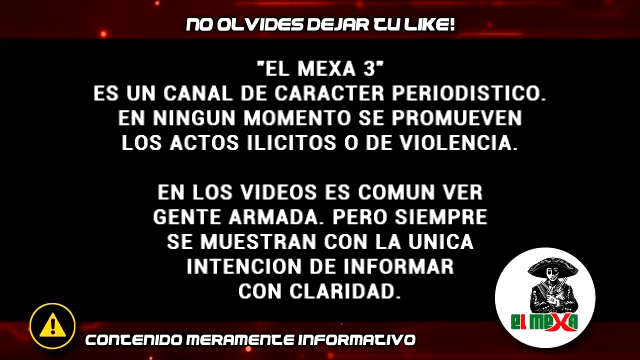 NO OLVIDES DEJAR TU LIKE!
"EL MEXA 3"
ES UN CANAL DE CARACTER PERIODISTICO.
EN NINGUN MOMENTO SE PROMUEVEN
LOS ACTOS ILICITOS O DE VIOLENCIA.
EN LOS VIDEOS ES COMUN VER
GENTE ARMADA. PERO SIEMPRE
SE MUESTRAN CON LA UNICA
INTENCION DE INFORMAR
CON CLARIDAD.
EL MEXA
CONTENIDO MERAMENTE INFORMATIVO